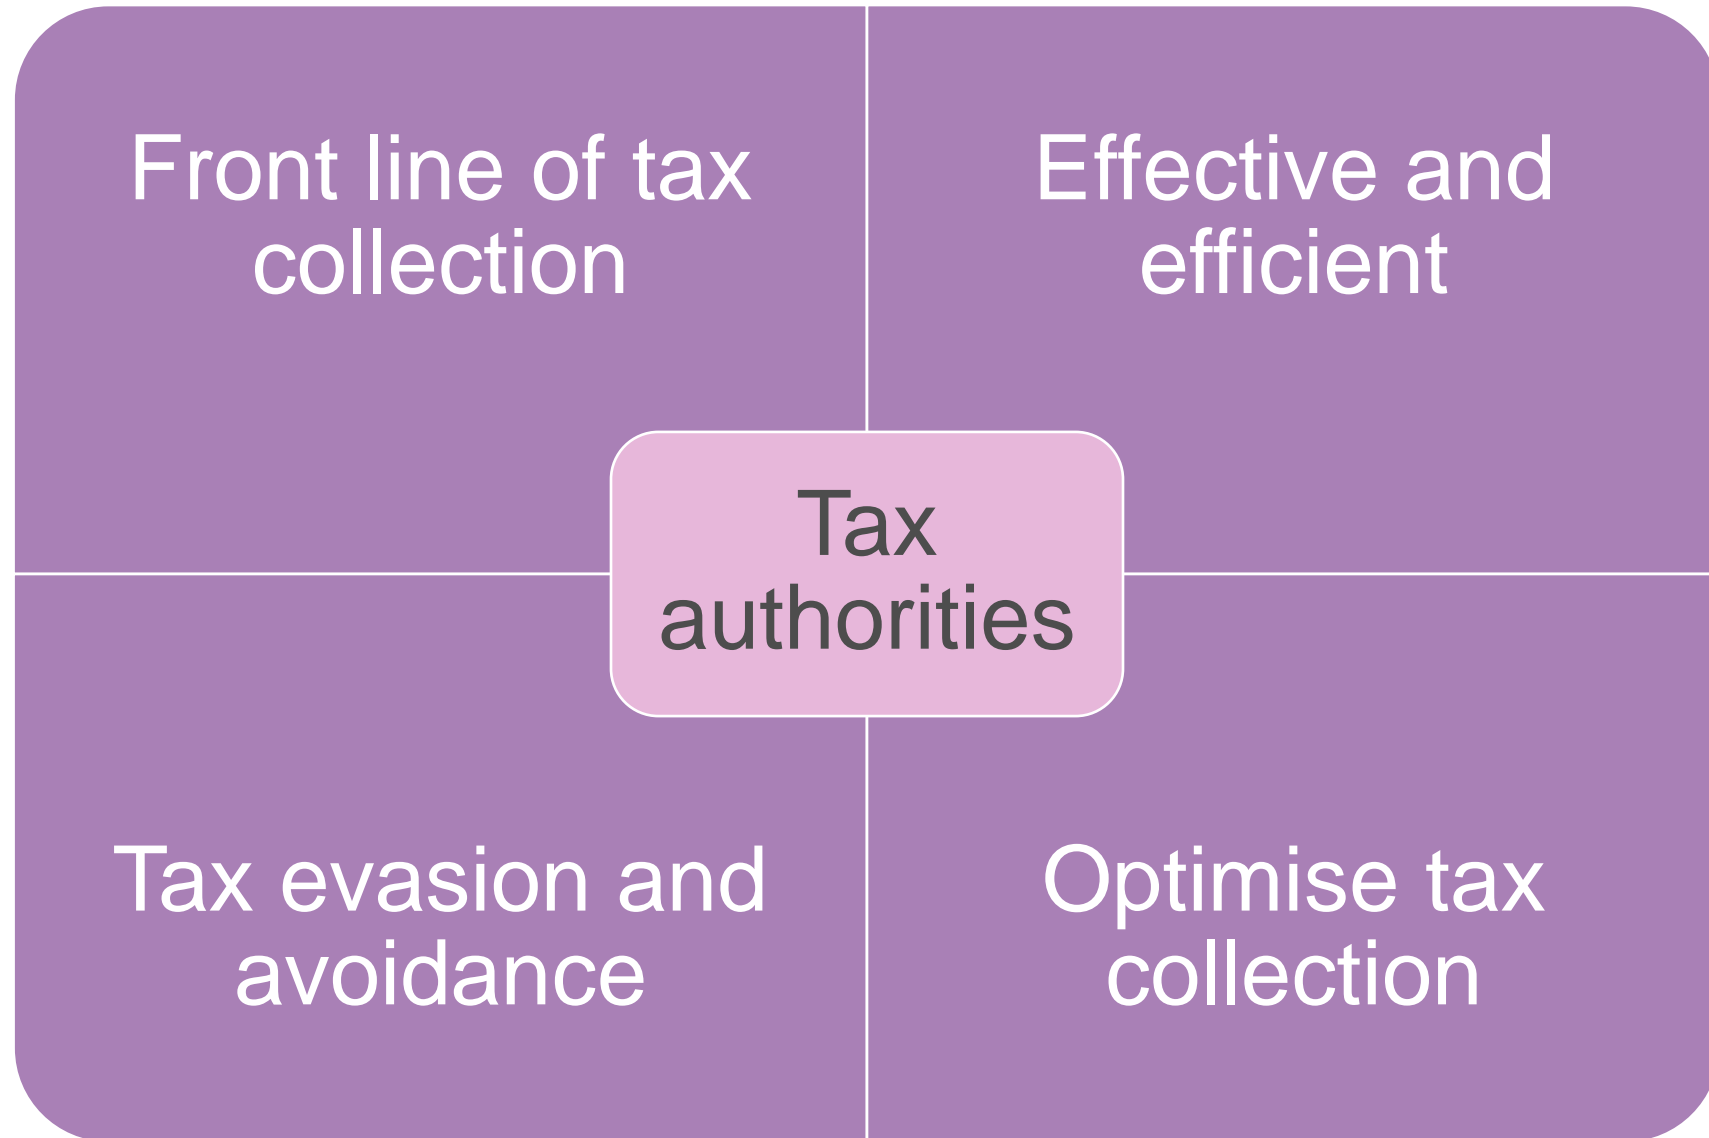 Front line of tax
collection
Effective and
efficient
Tax
authorities
Tax evasion and
avoidance
Optimise tax
collection